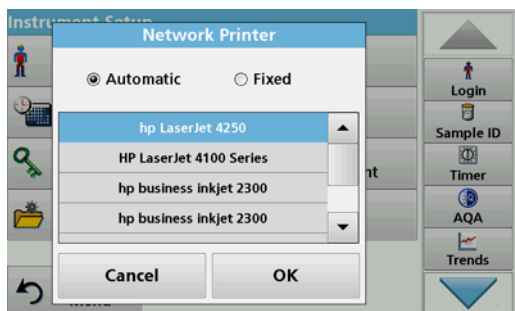 Instrument Setup
Network Printer
Automatic
Fixed
hp LaserJet 4250
HP LaserJet 4100 Series
hp business inkjet 2300
hp business inkjet 2300
Cancel
OK
Menu
Login
Sample ID
Timer
AQA
Trends